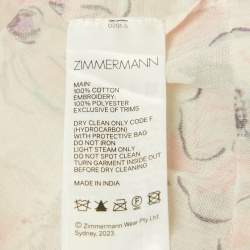 ZIMMERMANN
MAIN:
100% COTTON
EMBROIDERY:
100% POLYESTER
EXCLUSIVE OF TRIMS
DRY CLEAN ONLY CODE F
(HYDROCARBON)
WITH PROTECTIVE BAG
DO NOT IRON
LIGHT STEAM ONLY
DO NOT SPOT CLEAN
TURN GARMENT INSIDE OUT
BEFORE DRY CLEANING
MADE IN INDIA
© Zimmermann Wear Pty Ltd.
Sydney, 2023